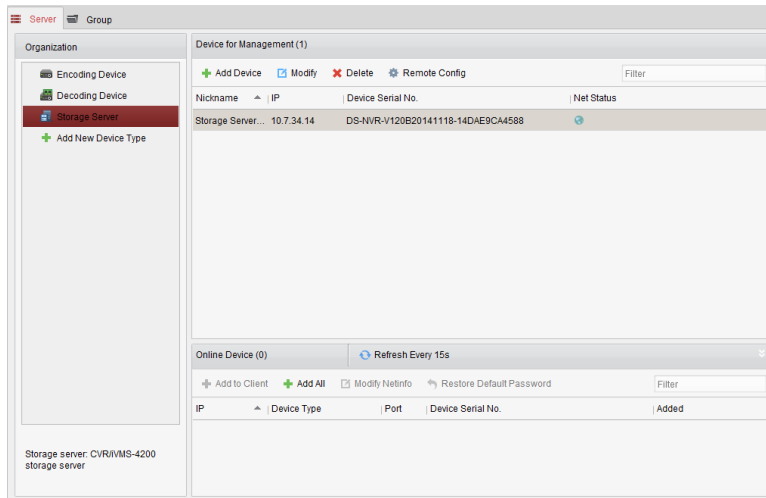 Server Group
Organization
Encoding Device
Decoding Device
Storage Server
Add New Device Type
Storage server: CVR/iVMS-4200
storage server
Device for Management (1)
Add Device Modify Delete Remote Config Filter
Nickname IP Device Serial No. Net Status
Storage Server... 10.7.34.14 DS-NVR-V120B20141118-14DAE9CA4588
Online Device (0) Refresh Every 15s
Add to Client Add All Modify Netinfo Restore Default Password Filter
IP Device Type Port Device Serial No. Added